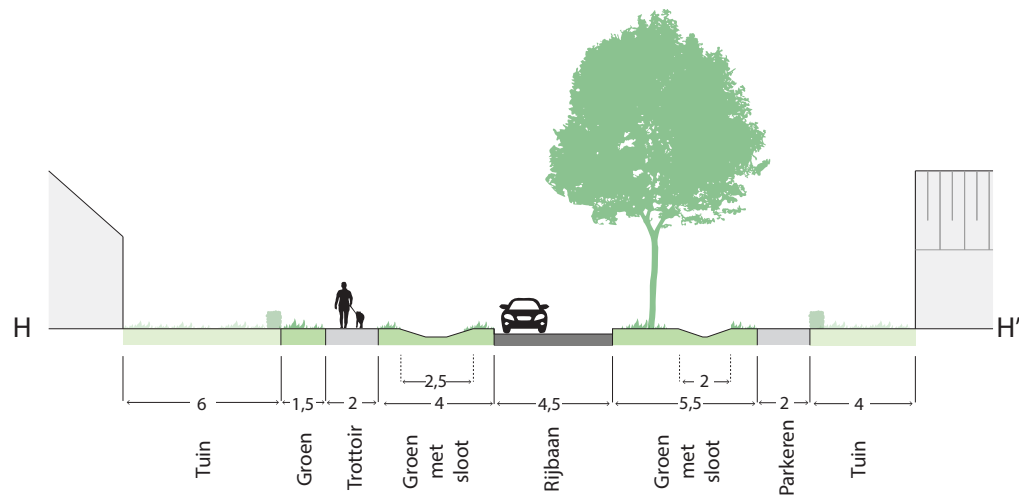 H
H'
2,5
2
6
1,5
2
4
4,5
5,5
2
4
Tuin
Groen
Trottoir
Groen
met
sloot
Rijbaan
Groen
met
sloot
Parkeren
Tuin